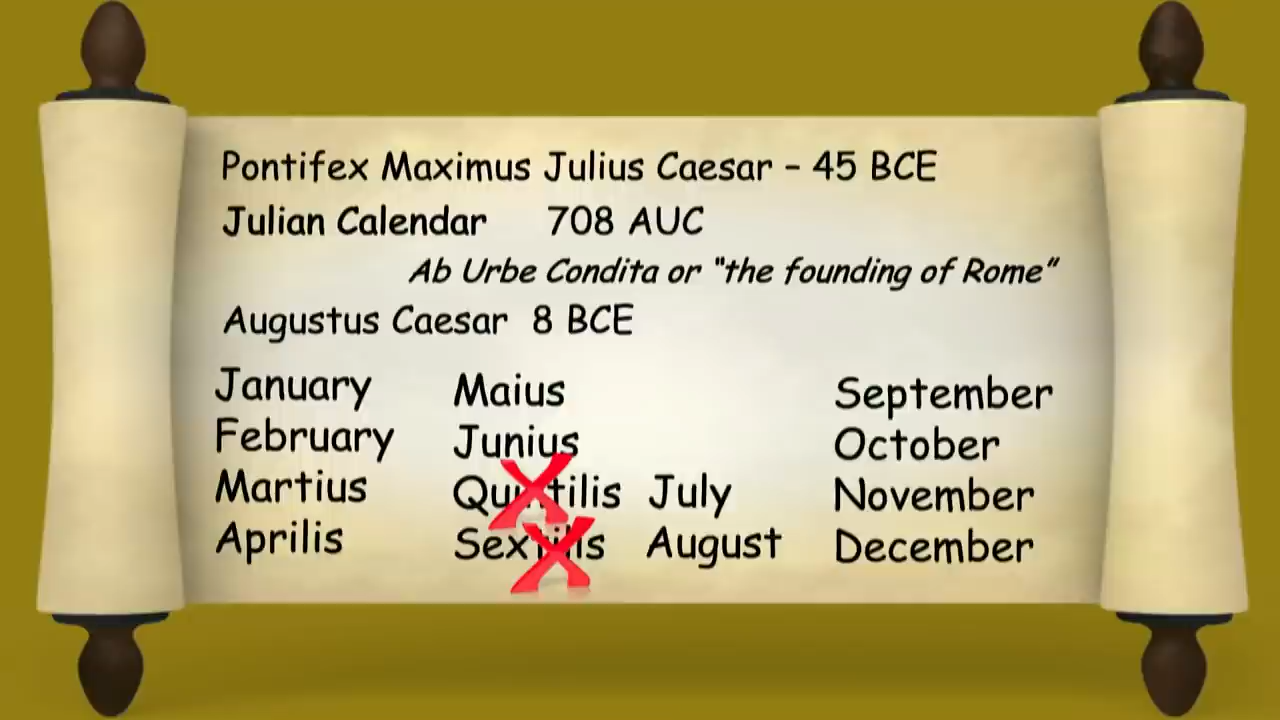 Pontifex Maximus Julius Caesar – 45 BCE
Julian Calendar 708 AUC
Ab Urbe Condita or "the founding of Rome"
Augustus Caesar 8 BCE
January Maius September
February Junius October
Martius Quintilis July November
Aprilis Sextilis August December